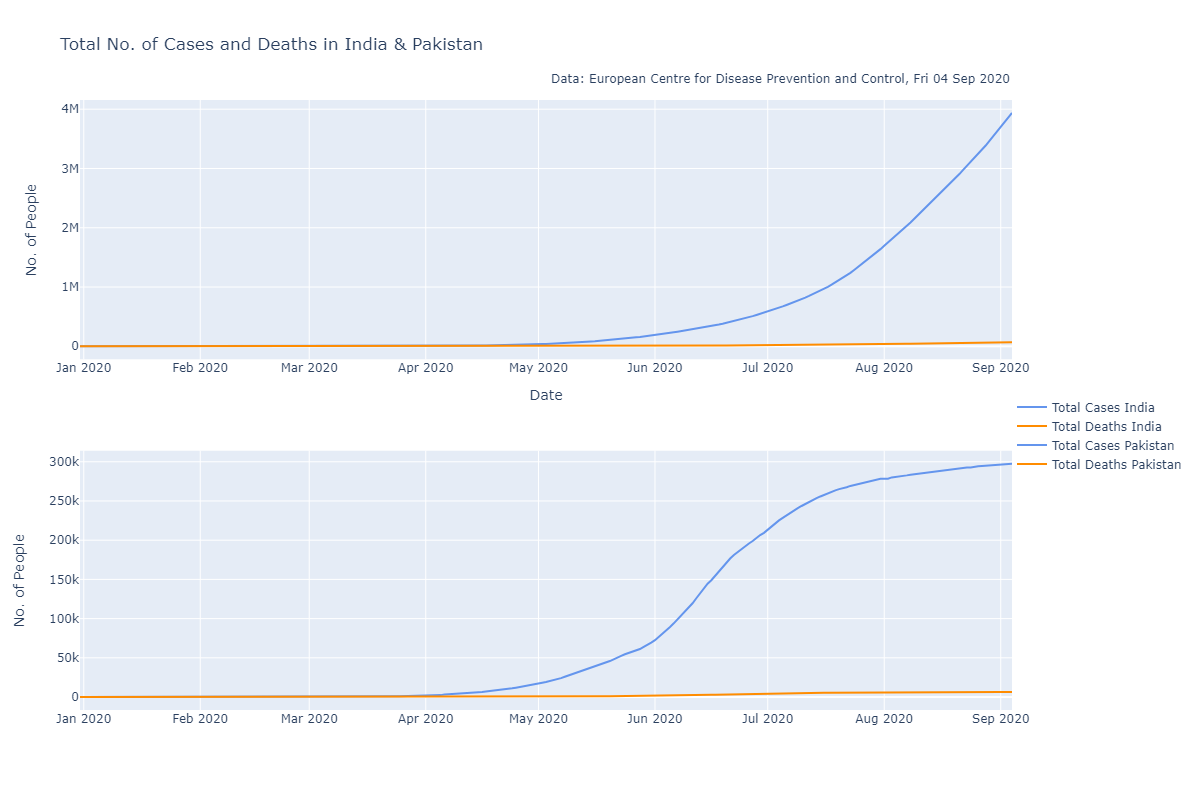 Total No. of Cases and Deaths in India & Pakistan
Data: European Centre for Disease Prevention and Control, Fri 04 Sep 2020
No. of People
4M
3M
2M
1M
0
Jan 2020 Feb 2020 Mar 2020 Apr 2020 May 2020 Jun 2020 Jul 2020 Aug 2020 Sep 2020
Date
Total Cases India
Total Deaths India
Total Cases Pakistan
Total Deaths Pakistan
No. of People
300k
250k
200k
150k
100k
50k
0
Jan 2020 Feb 2020 Mar 2020 Apr 2020 May 2020 Jun 2020 Jul 2020 Aug 2020 Sep 2020